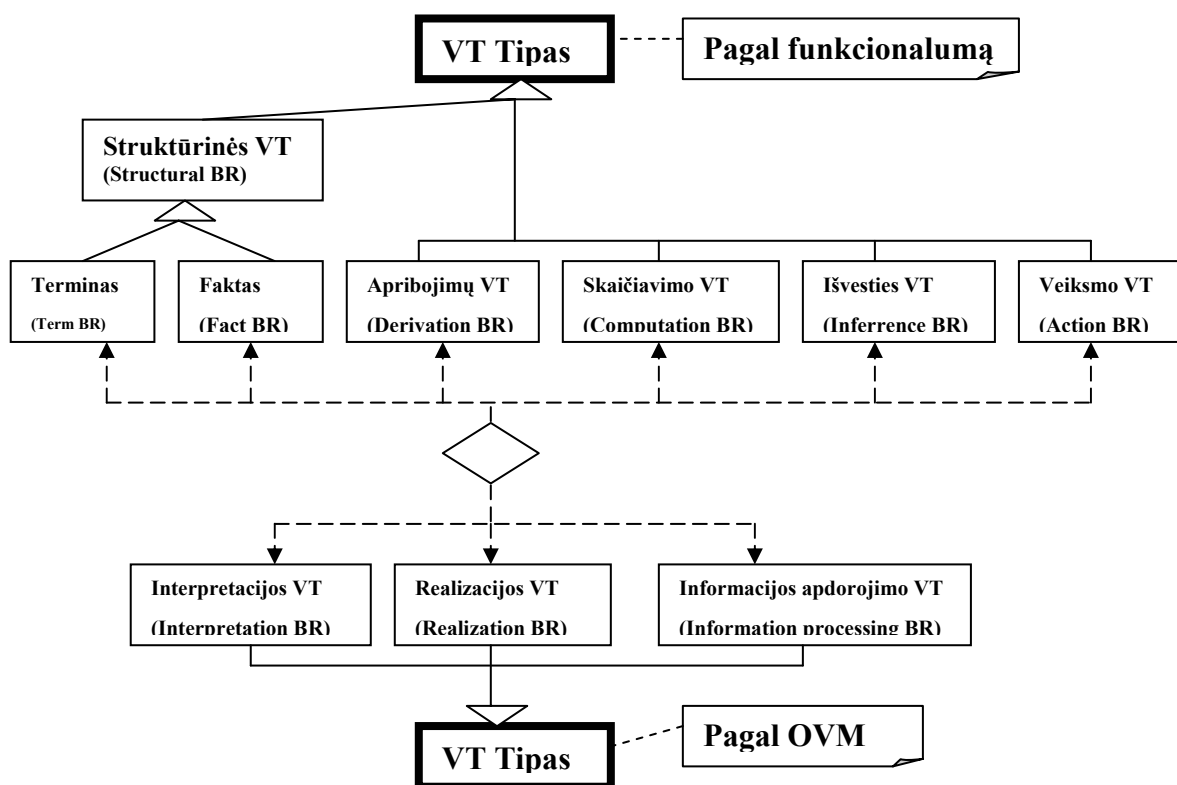 VT Tipas
Pagal funkcionalumą
Struktūrinės VT
(Structural BR)
Terminas
(Term BR)
Faktas
(Fact BR)
Apribojimų VT
(Derivation BR)
Skaičiavimo VT
(Computation BR)
Išvesties VT
(Inferrence BR)
Veiksmo VT
(Action BR)
Interpretacijos VT
(Interpretation BR)
Realizacijos VT
(Realization BR)
Informacijos apdorojimo VT
(Information processing BR)
VT Tipas
Pagal OVM